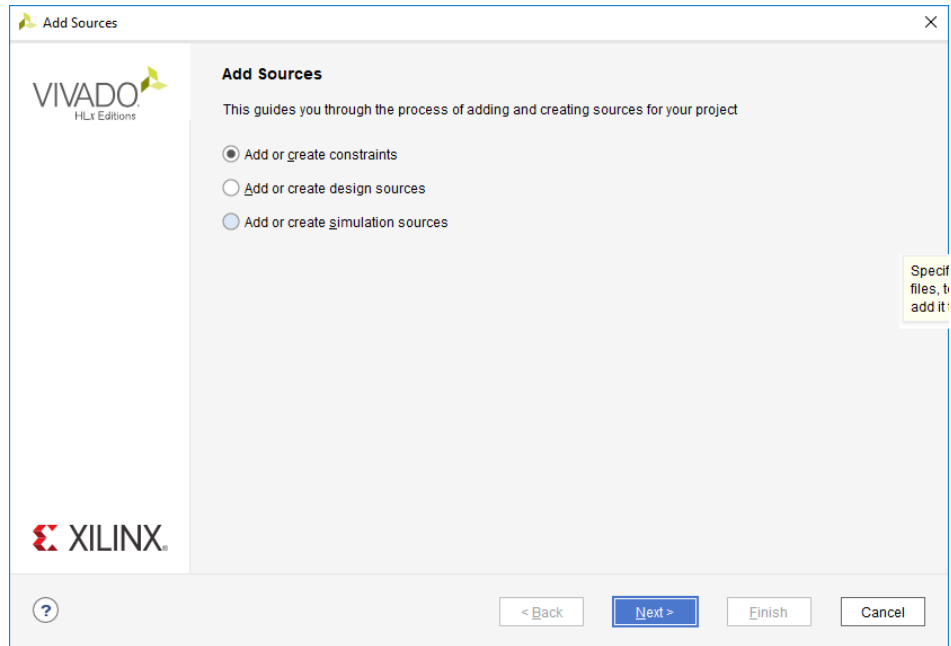 Add Sources
VIVADO.
HLx Editions
Add Sources
This guides you through the process of adding and creating sources for your project
Add or create constraints
Add or create design sources
Add or create simulation sources
Specif
files, t
add it
XILINX.
?
< Back
Next >
Finish
Cancel